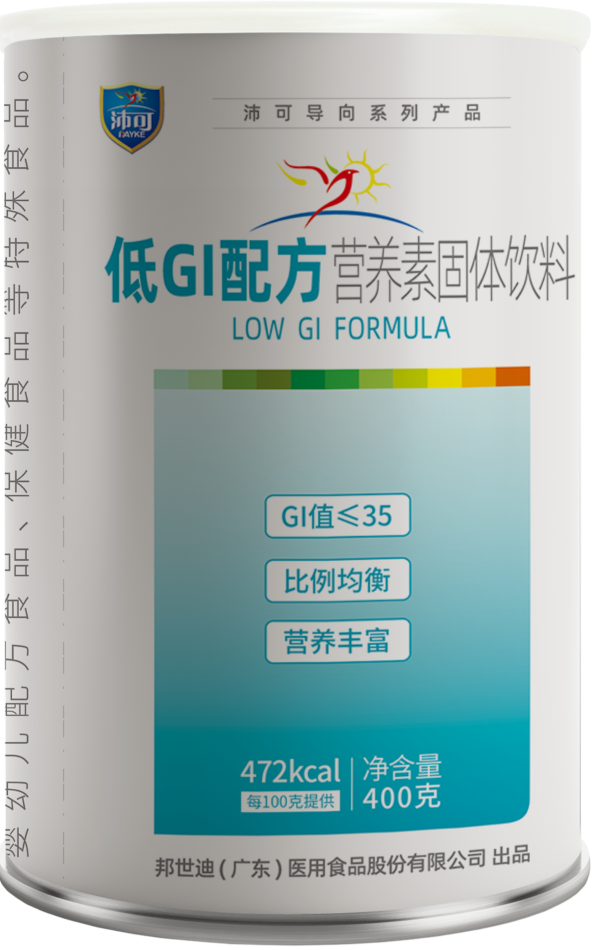 沛可
DAYKE
沛可导向系列产品
低GI配方营养素固体饮料
LOW GI FORMULA
GI值≤35
比例均衡
营养丰富
472kcal
每100克提供
净含量
400克
邦世迪(广东)医用食品股份有限公司 出品
婴幼儿配方食品、保健食品等特殊食品。